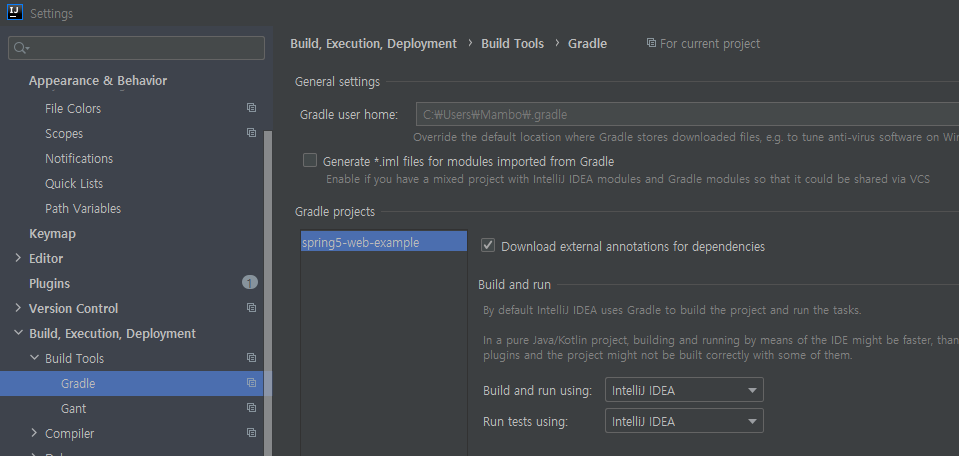 IJ
Settings
Appearance & Behavior
File Colors
Scopes
Notifications
Quick Lists
Path Variables
Keymap
Editor
Plugins 1
Version Control
Build, Execution, Deployment
Build Tools
Gradle
Gant
Compiler
Build, Execution, Deployment › Build Tools › Gradle For current project
General settings
Gradle user home: C:₩Users₩Mambo₩.gradle
Override the default location where Gradle stores downloaded files, e.g. to tune anti-virus software on
Generate *.iml files for modules imported from Gradle
Enable if you have a mixed project with IntelliJ IDEA modules and Gradle modules so that it could be shared via VCS
Gradle projects
spring5-web-example
Download external annotations for dependencies
Build and run
By default IntelliJ IDEA uses Gradle to build the project and run the tasks.
In a pure Java/Kotlin project, building and running by means of the IDE might be faster, than
plugins and the project might not be built correctly with some of them.
Build and run using: IntelliJ IDEA
Run tests using: IntelliJ IDEA